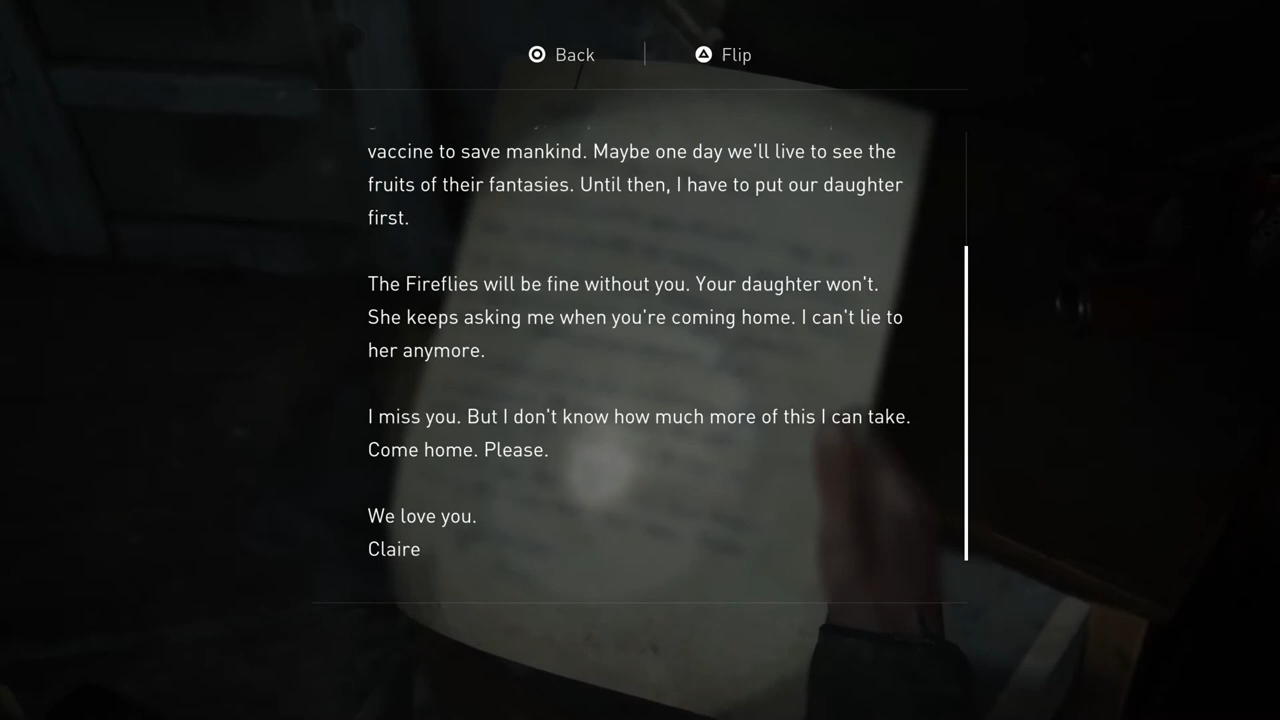 Back
Flip
vaccine to save mankind. Maybe one day we'll live to see the
fruits of their fantasies. Until then, I have to put our daughter
first.
The Fireflies will be fine without you. Your daughter won't.
She keeps asking me when you're coming home. I can't lie to
her anymore.
I miss you. But I don't know how much more of this I can take.
Come home. Please.
We love you.
Claire